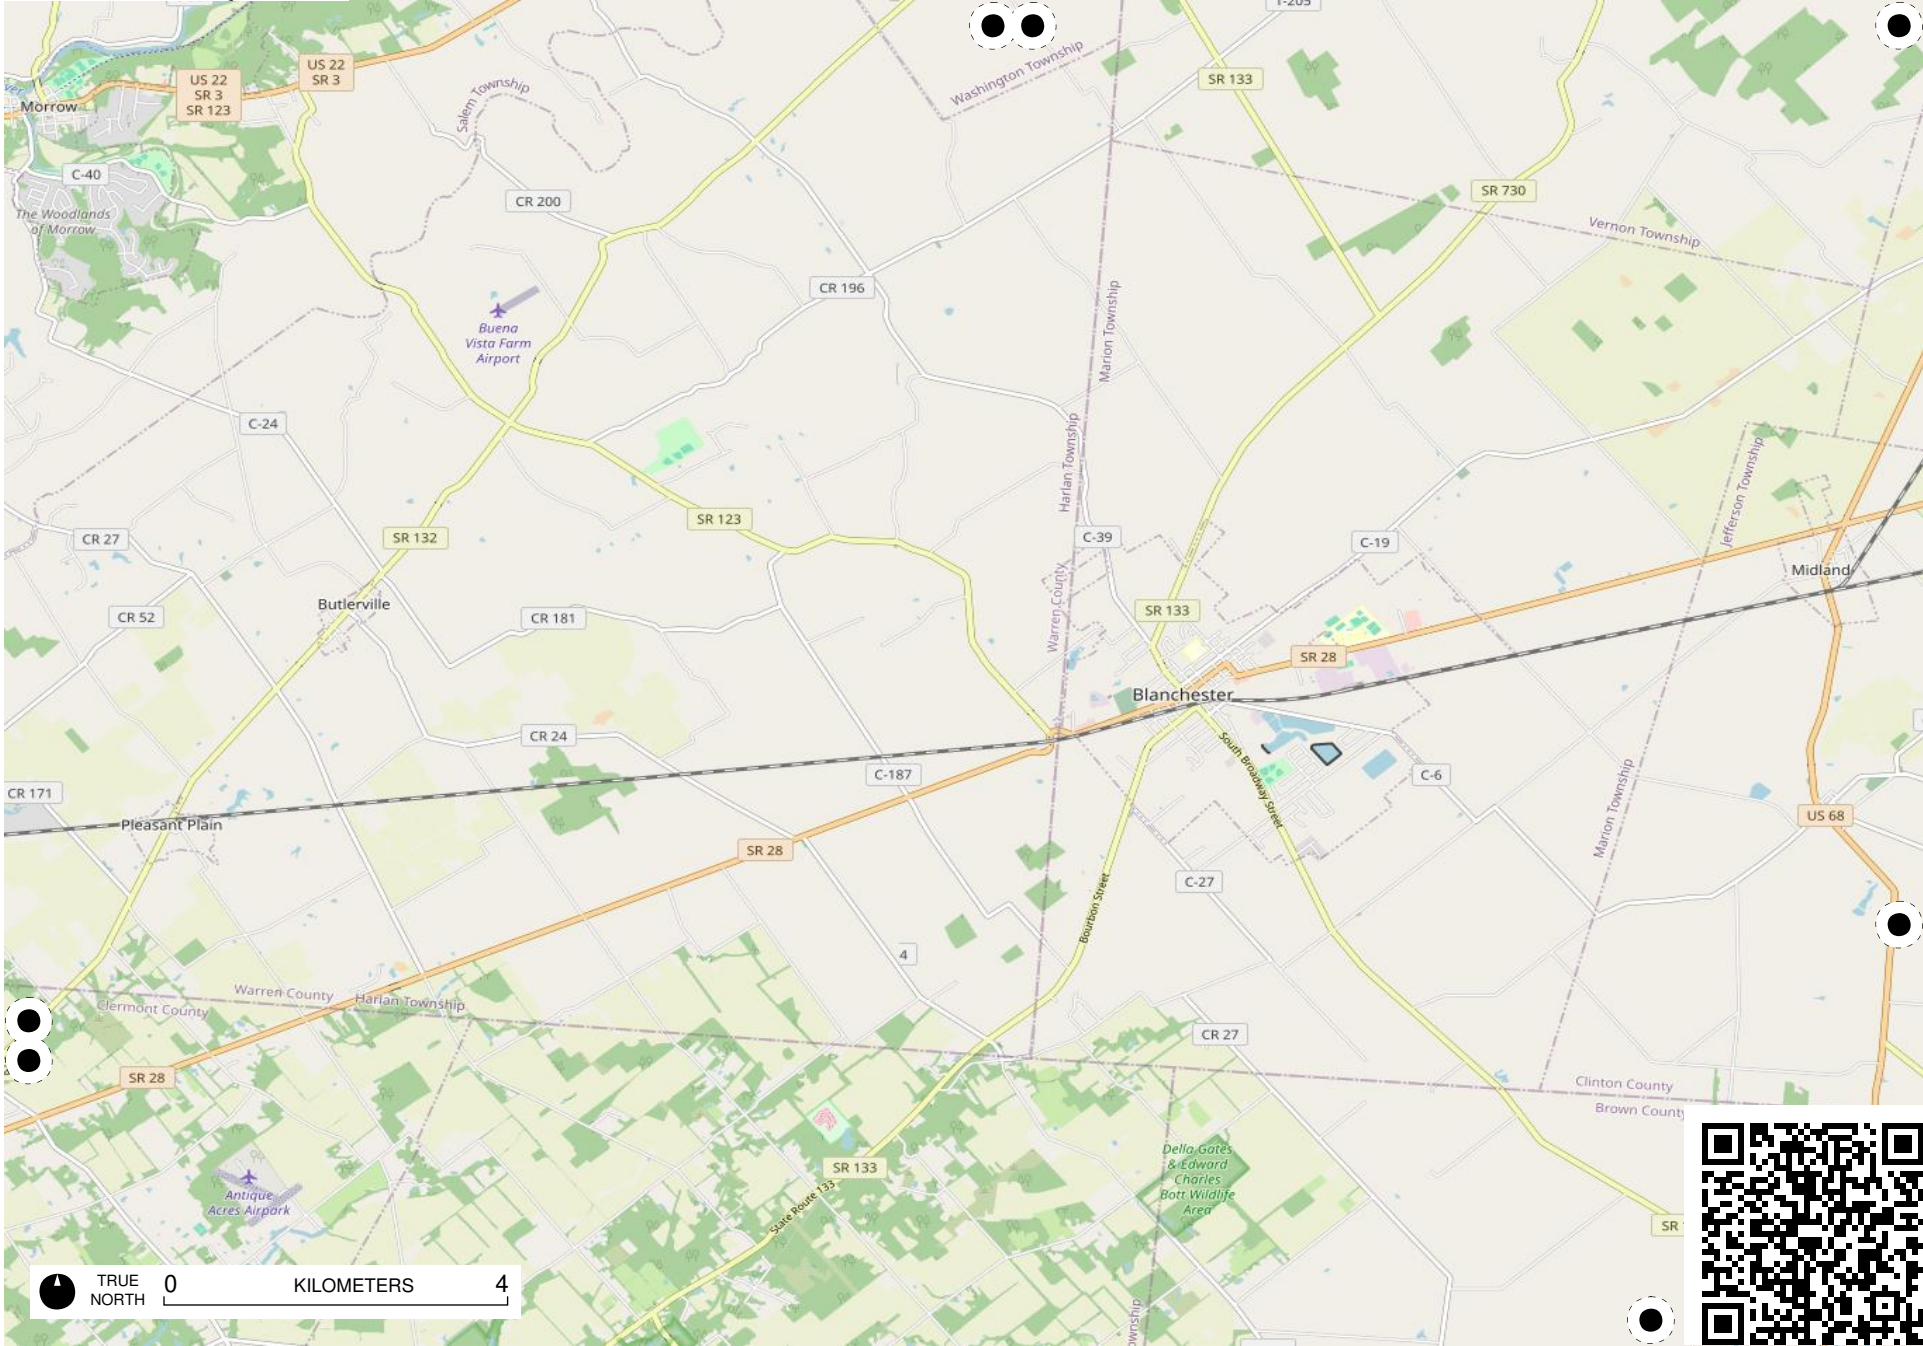 T-205
US 22
SR 3
US 22
SR 3
SR 123
Morrow
Salem Township
Washington Township
SR 133
C-40
The Woodlands
of Morrow
CR 200
SR 730
Vernon Township
CR 196
Marion Township
Buena
Vista Farm
Airport
C-24
Harlan Township
Jefferson Township
SR 123
CR 27
SR 132
C-39
C-19
Midland
Warren County
Butlerville
SR 133
CR 52
CR 181
SR 28
Blanchester
CR 24
South Broadway Street
C-187
C-6
CR 171
Marion Township
US 68
Pleasant Plain
SR 28
C-27
Bourbon Street
4
Warren County
Harlan Township
Clermont County
CR 27
SR 28
Clinton County
Brown County
Della Gates
& Edward
Charles
Bott Wildlife
Area
SR 133
State Route 133
Antique
Acres Airpark
SR
TRUE
NORTH
0 KILOMETERS 4
ownship